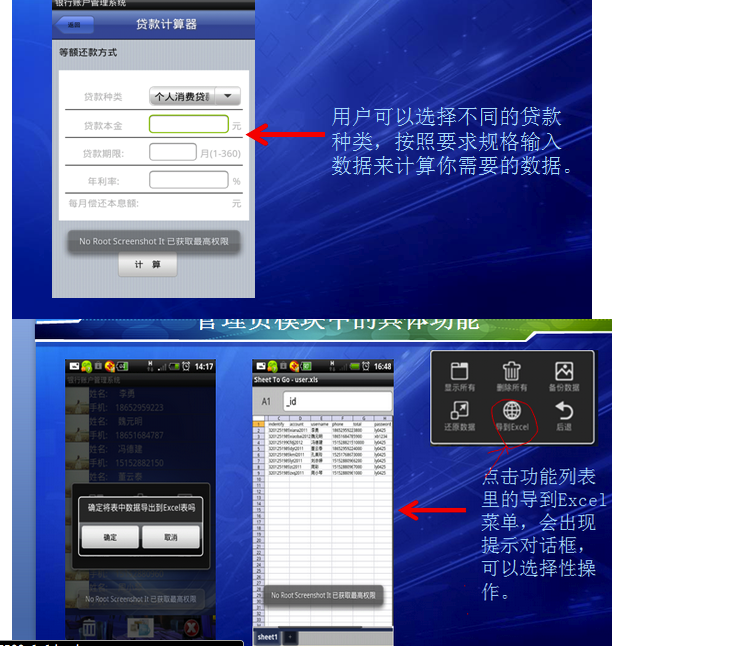 银行账户管理系统
返回
贷款计算器
等额还款方式
贷款种类
个人消费贷
贷款本金
元
贷款期限:
月(1-360)
年利率:
%
每月偿还本息额:
元
No Root Screenshot It 已获取最高权限
计 算
用户可以选择不同的贷款
种类，按照要求规格输入
数据来计算你需要的数据。
管理员模块中的具体功能
14:17
银行账户管理系统
姓名: 李勇
手机: 18652959223
姓名: 魏元明
手机: 18651684787
姓名: 冯德建
手机: 15152882150
姓名: 董云泰
确定将表中数据导出到Excel表吗
确定
取消
No Root Screenshot It 已获取最高权限
16:48
Sheet To Go - user.xls
A1
_id
C D E F G H
indentify account username phone total password
No Root Screenshot It 已获取最高权限
sheet1
+
显示所有
删除所有
备份数据
还原数据
导到Excel
后退
点击功能列表
里的导到Excel
菜单，会出现
提示对话框，
可以选择性操
作。